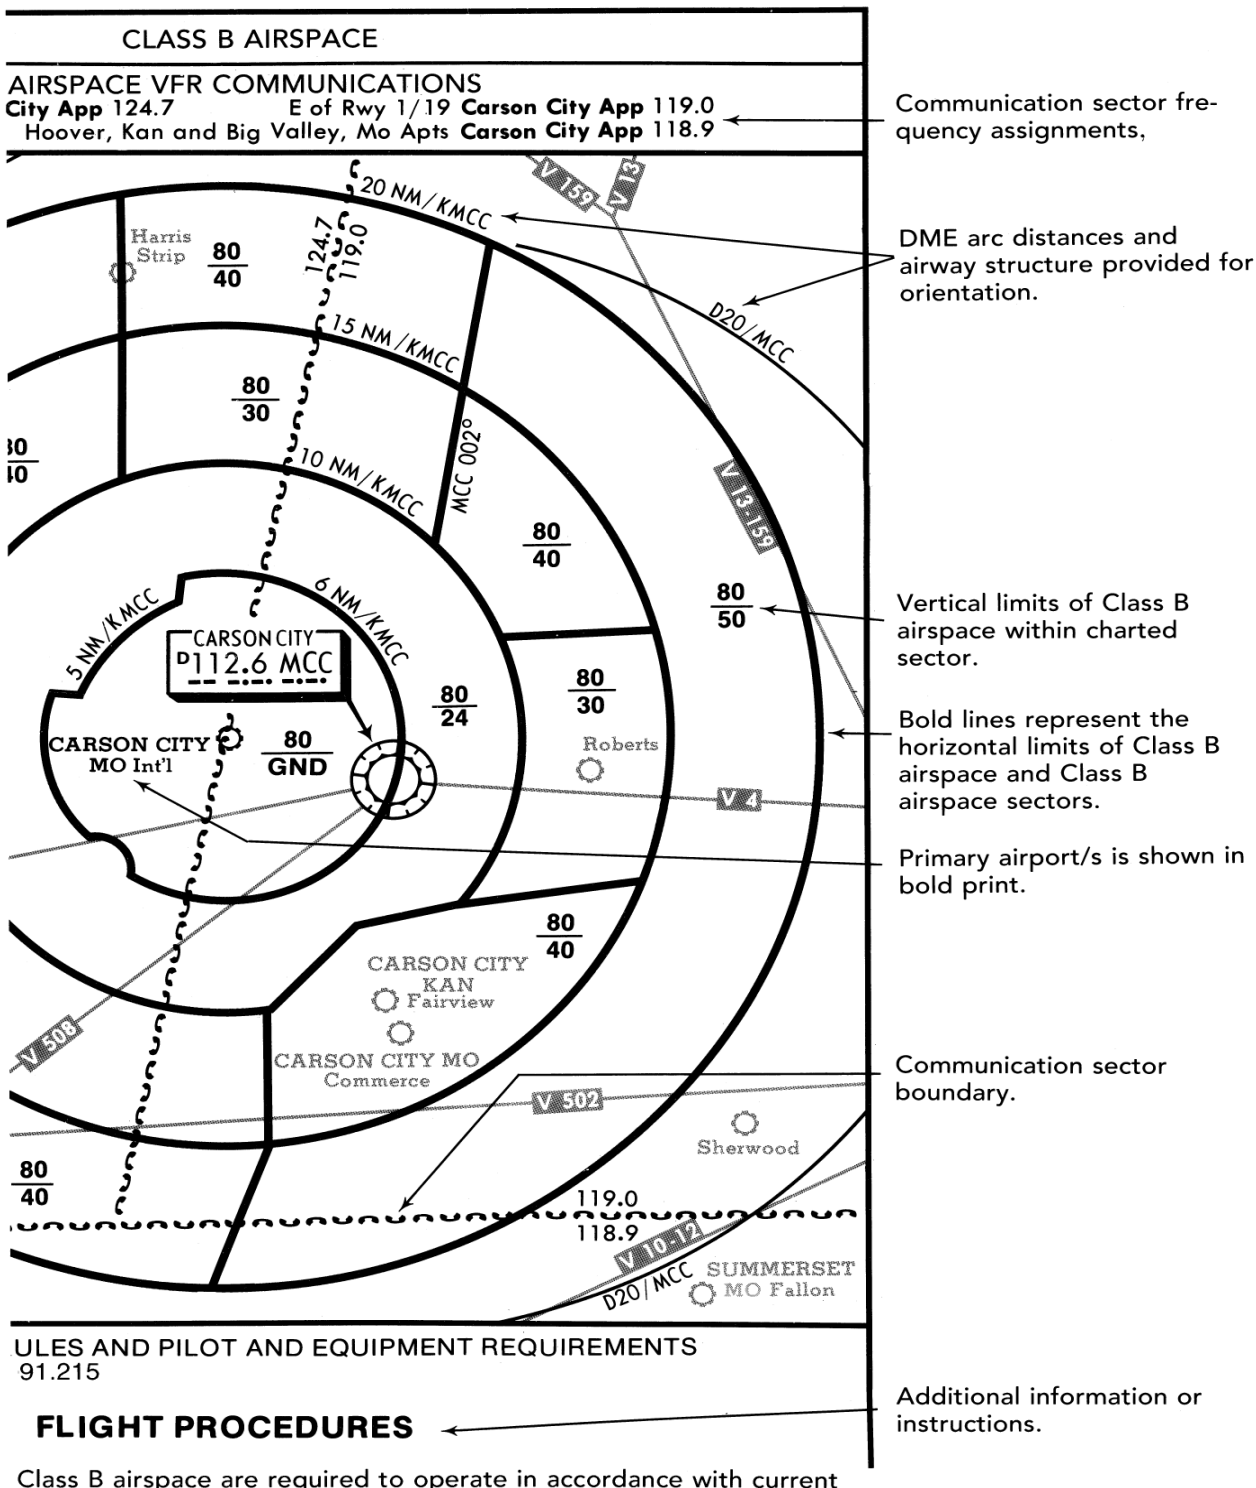 CLASS B AIRSPACE
AIRSPACE VFR COMMUNICATIONS
City App 124.7 E of Rwy 1/19 Carson City App 119.0
Hoover, Kan and Big Valley, Mo Apts Carson City App 118.9
Communication sector fre-
quency assignments,
V 159
V 13
20 NM/KMCC
124.7
119.0
Harris
Strip
80
40
DME arc distances and
airway structure provided for
orientation.
D20/MCC
15 NM/KMCC
80
30
80
40
10 NM/KMCC
MCC 002°
V 13-159
80
40
80
50
Vertical limits of Class B
airspace within charted
sector.
5 NM/KMCC
6 NM/KMCC
CARSON CITY
D112.6 MCC
80
24
80
30
Roberts
CARSON CITY
MO Int'l
80
GND
Bold lines represent the
horizontal limits of Class B
airspace and Class B
airspace sectors.
V 4
Primary airport/s is shown in
bold print.
80
40
CARSON CITY
KAN
Fairview
CARSON CITY MO
Commerce
V 508
V 502
Communication sector
boundary.
Sherwood
80
40
119.0
118.9
V 10-12
D20/MCC
SUMMERSET
MO Fallon
ULES AND PILOT AND EQUIPMENT REQUIREMENTS
91.215
FLIGHT PROCEDURES
Additional information or
instructions.
Class B airspace are required to operate in accordance with current